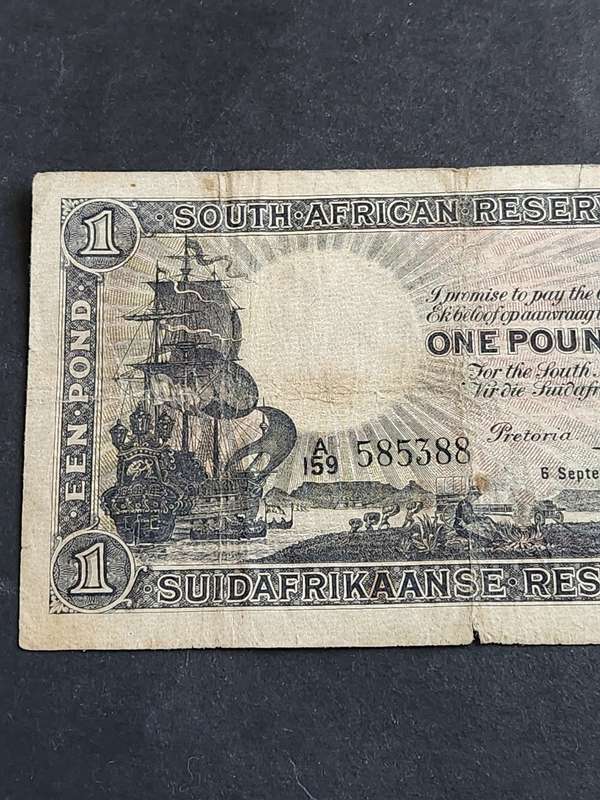 1
SOUTH·AFRICAN·RESERV
EEN·POND
I promise to pay the
Ek beloof op aanvraag
ONE POUN
For the South
Vir die Suidafr
A
159 585388
Pretoria
6 Septe
1
SUIDAFRIKAANSE·RES